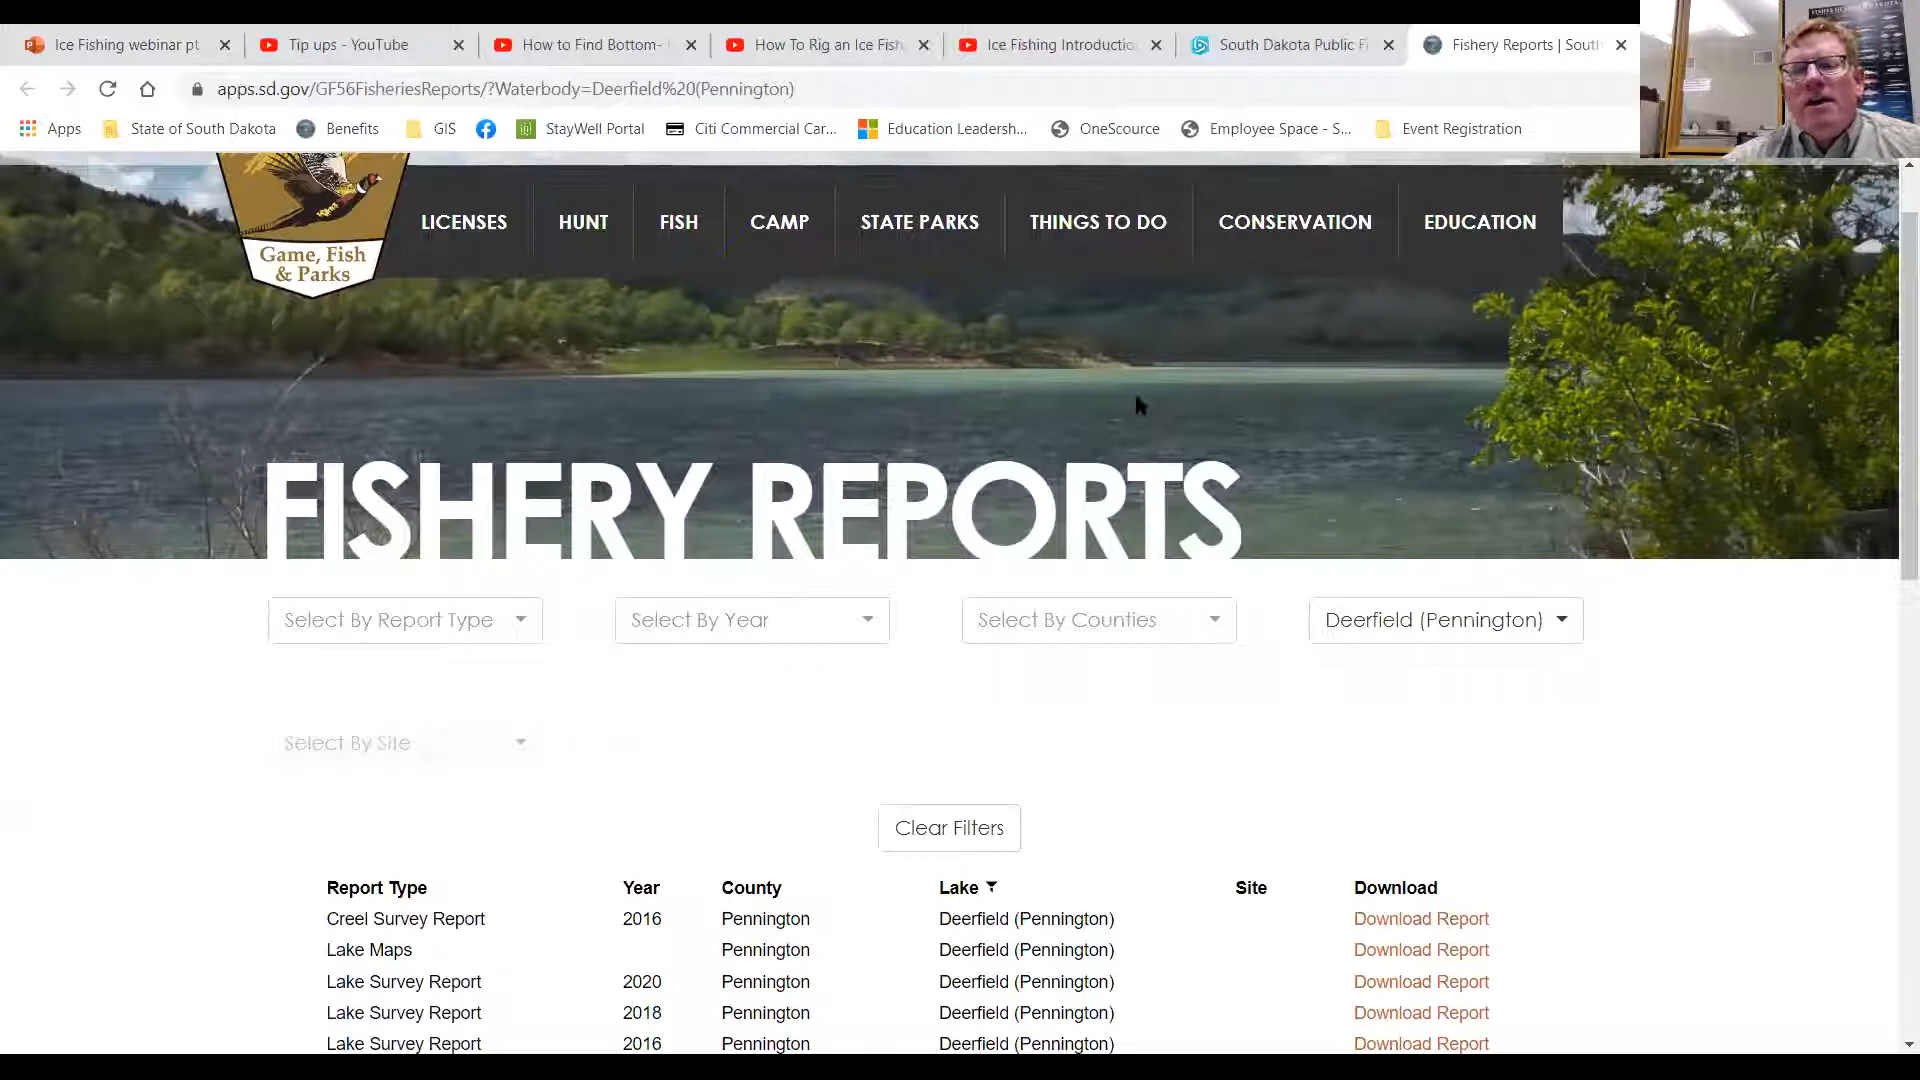 Ice Fishing webinar pt
Tip ups - YouTube
How to Find Bottom-
How To Rig an Ice Fish
Ice Fishing Introductio
South Dakota Public F
Fishery Reports | Sout
apps.sd.gov/GF56FisheriesReports/?Waterbody=Deerfield%20(Pennington)
Apps
State of South Dakota
Benefits
GIS
StayWell Portal
Citi Commercial Car...
Education Leadersh...
OneScource
Employee Space - S...
Event Registration
Game, Fish
& Parks
LICENSES HUNT FISH CAMP STATE PARKS THINGS TO DO CONSERVATION EDUCATION
FISHERY REPORTS
Select By Report Type Select By Year Select By Counties Deerfield (Pennington)
Select By Site
Clear Filters
Report Type Year County Lake Site Download
Creel Survey Report 2016 Pennington Deerfield (Pennington) Download Report
Lake Maps Pennington Deerfield (Pennington) Download Report
Lake Survey Report 2020 Pennington Deerfield (Pennington) Download Report
Lake Survey Report 2018 Pennington Deerfield (Pennington) Download Report
Lake Survey Report 2016 Pennington Deerfield (Pennington) Download Report